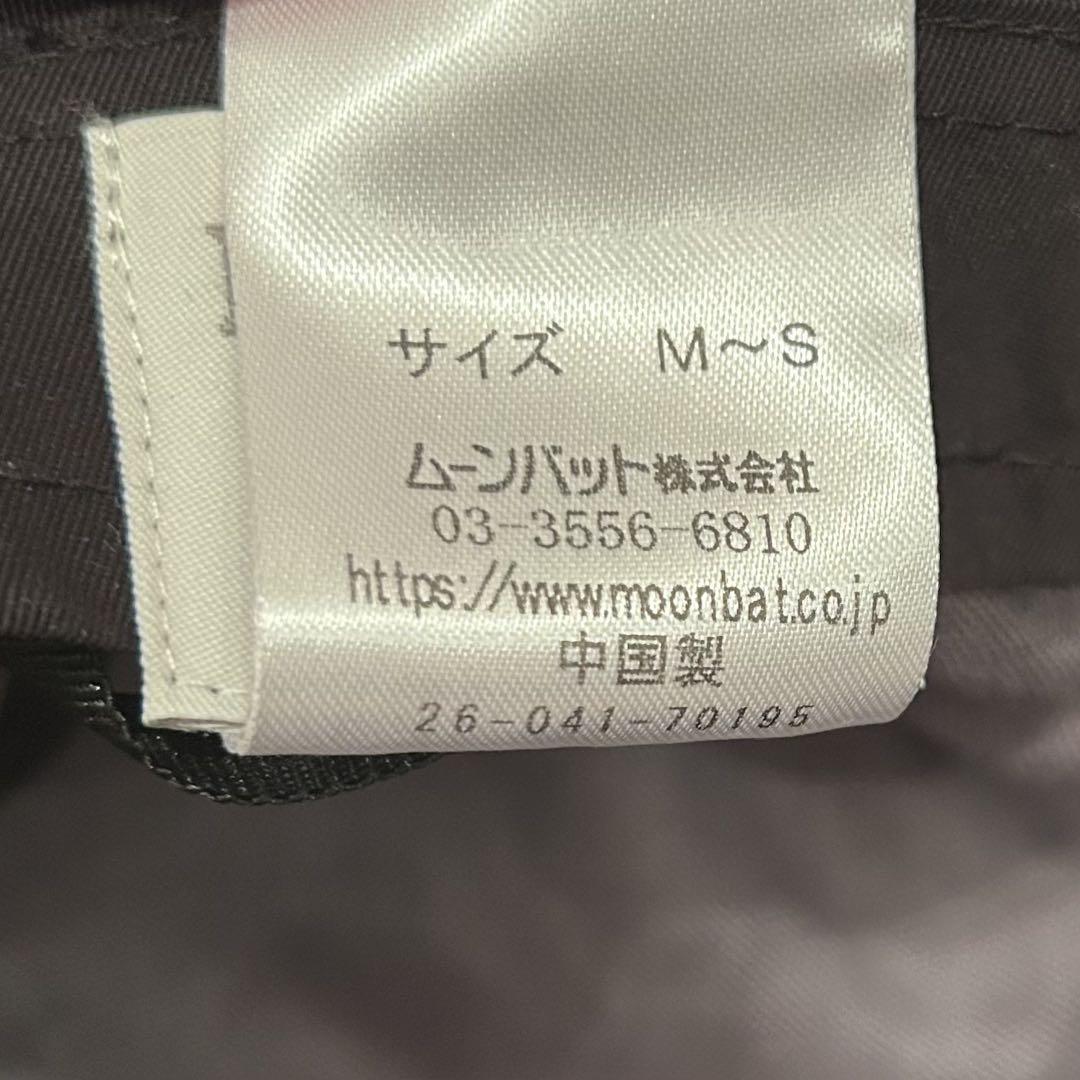 サイズ　M～S
ムーンバット株式会社
03-3556-6810
https://www.moonbat.co.jp
中国製
26-041-70195